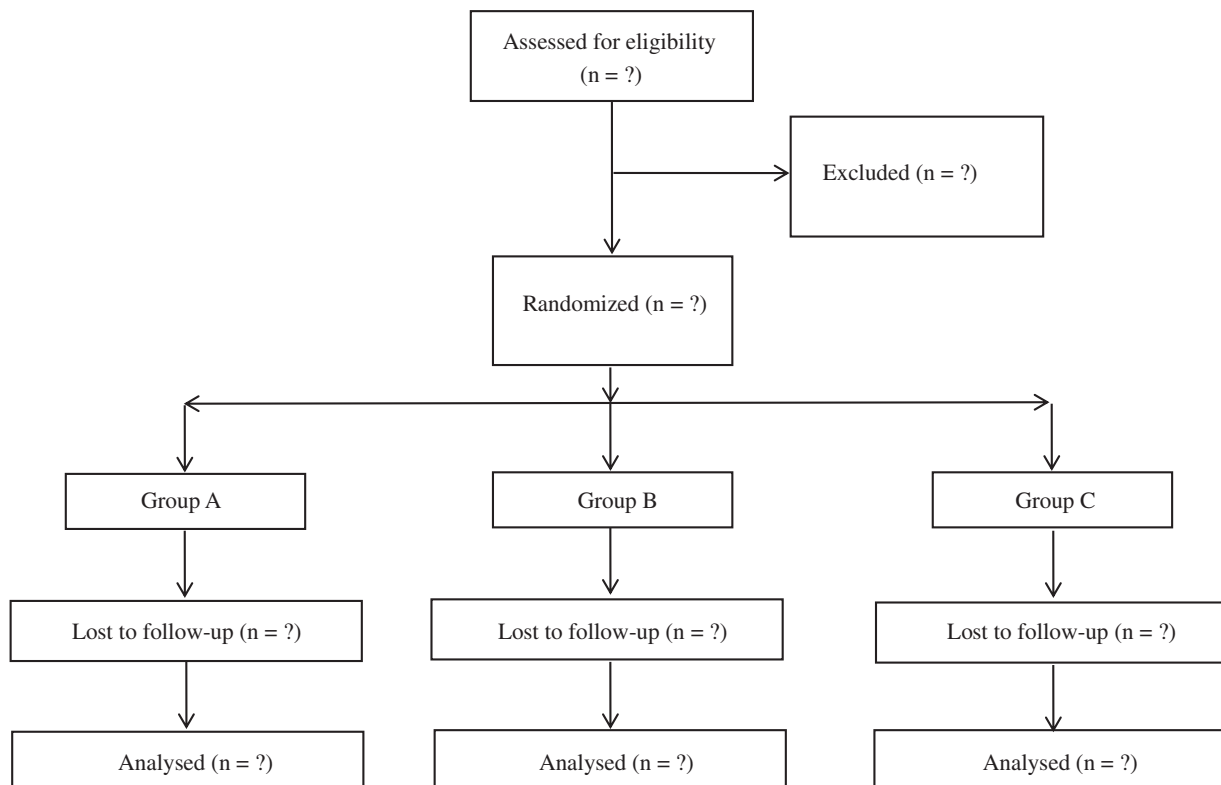 Assessed for eligibility
(n = ?)
Excluded (n = ?)
Randomized (n = ?)
Group A
Group B
Group C
Lost to follow-up (n = ?)
Lost to follow-up (n = ?)
Lost to follow-up (n = ?)
Analysed (n = ?)
Analysed (n = ?)
Analysed (n = ?)